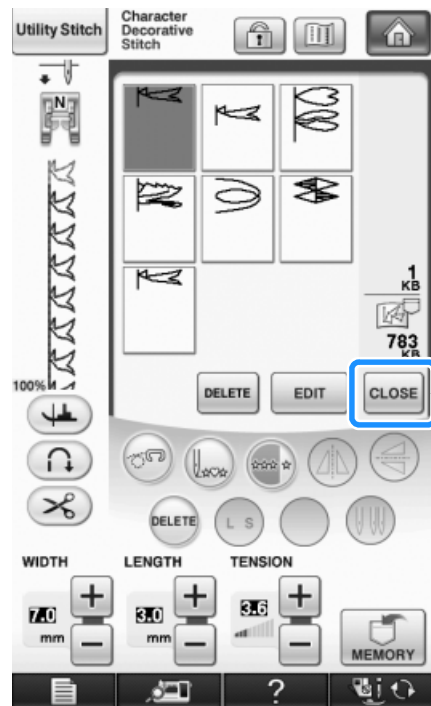 Utility Stitch
Character
Decorative
Stitch
N
1
KB
783
KB
100%
DELETE
EDIT
CLOSE
DELETE
L S
WIDTH
LENGTH
TENSION
7.0
mm
3.0
mm
3.6
MEMORY
?